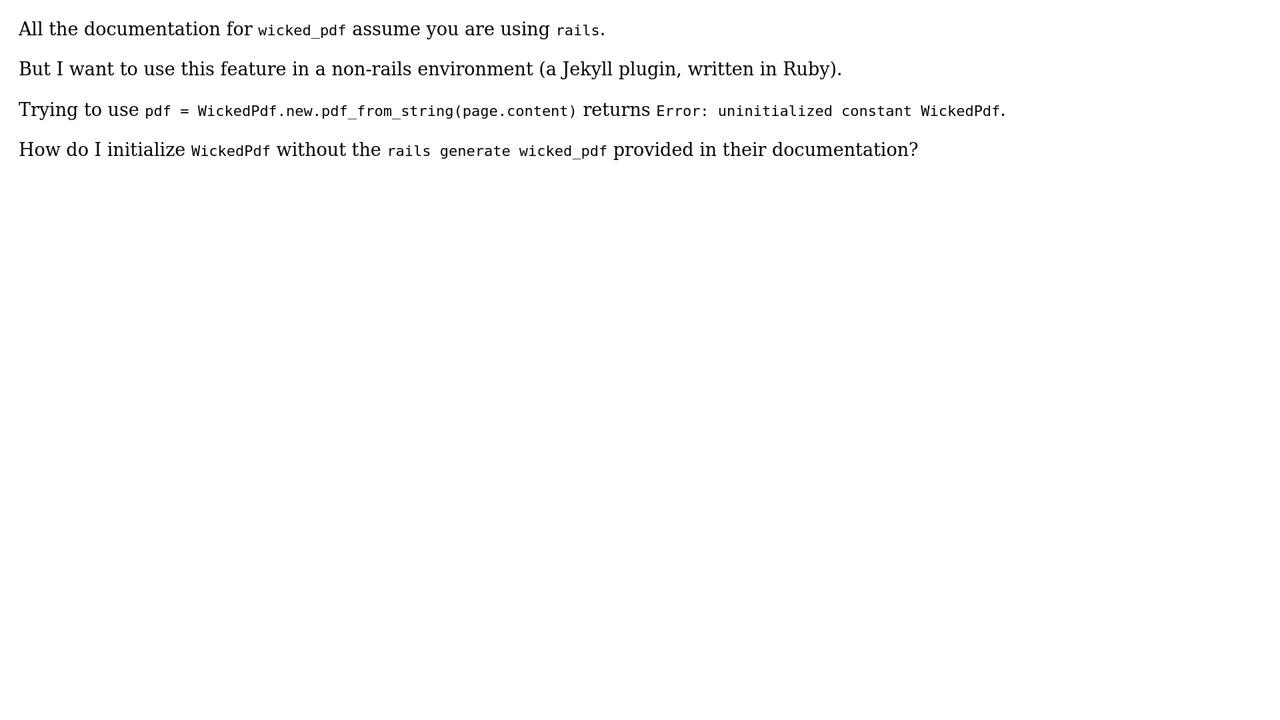 All the documentation for wicked_pdf assume you are using rails.
But I want to use this feature in a non-rails environment (a Jekyll plugin, written in Ruby).
Trying to use pdf = WickedPdf.new.pdf_from_string(page.content) returns Error: uninitialized constant WickedPdf.
How do I initialize WickedPdf without the rails generate wicked_pdf provided in their documentation?